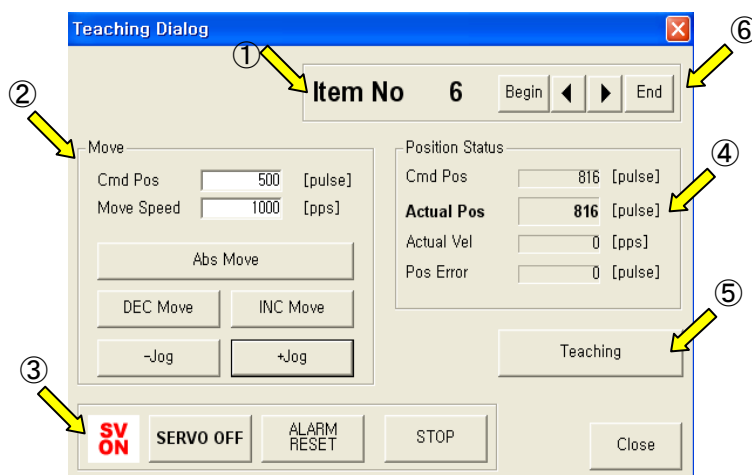 Teaching Dialog
① ⑥
Item No 6 Begin End
②
Move
Cmd Pos 500 [pulse]
Move Speed 1000 [pps]
Abs Move
DEC Move INC Move
-Jog +Jog
Position Status
④
Cmd Pos 816 [pulse]
Actual Pos 816 [pulse]
Actual Vel 0 [pps]
Pos Error 0 [pulse]
⑤
Teaching
③
SV
ON
SERVO OFF
ALARM
RESET
STOP
Close